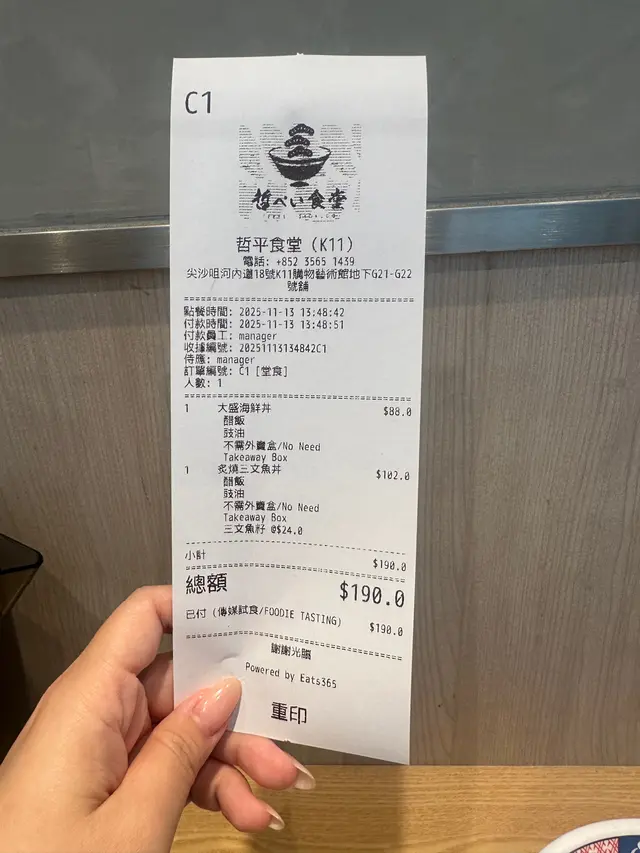 C1
哲ぺい食堂
哲平食堂 (K11)
電話: +852 3565 1439
尖沙咀河內道18號K11購物藝術館地下G21-G22
號舖
點餐時間: 2025-11-13 13:48:42
付款時間: 2025-11-13 13:48:51
付款員工: manager
收據編號: 20251113134842C1
侍應: manager
訂單編號: C1 [堂食]
人數: 1
1 大盛海鮮丼 $88.0
醋飯
豉油
不需外賣盒/No Need
Takeaway Box
1 炙燒三文魚丼 $102.0
醋飯
豉油
不需外賣盒/No Need
Takeaway Box
三文魚籽 @$24.0
小計 $190.0
總額 $190.0
已付 (傳媒試食/FOODIE TASTING) $190.0
謝謝光臨
Powered by Eats365
重印